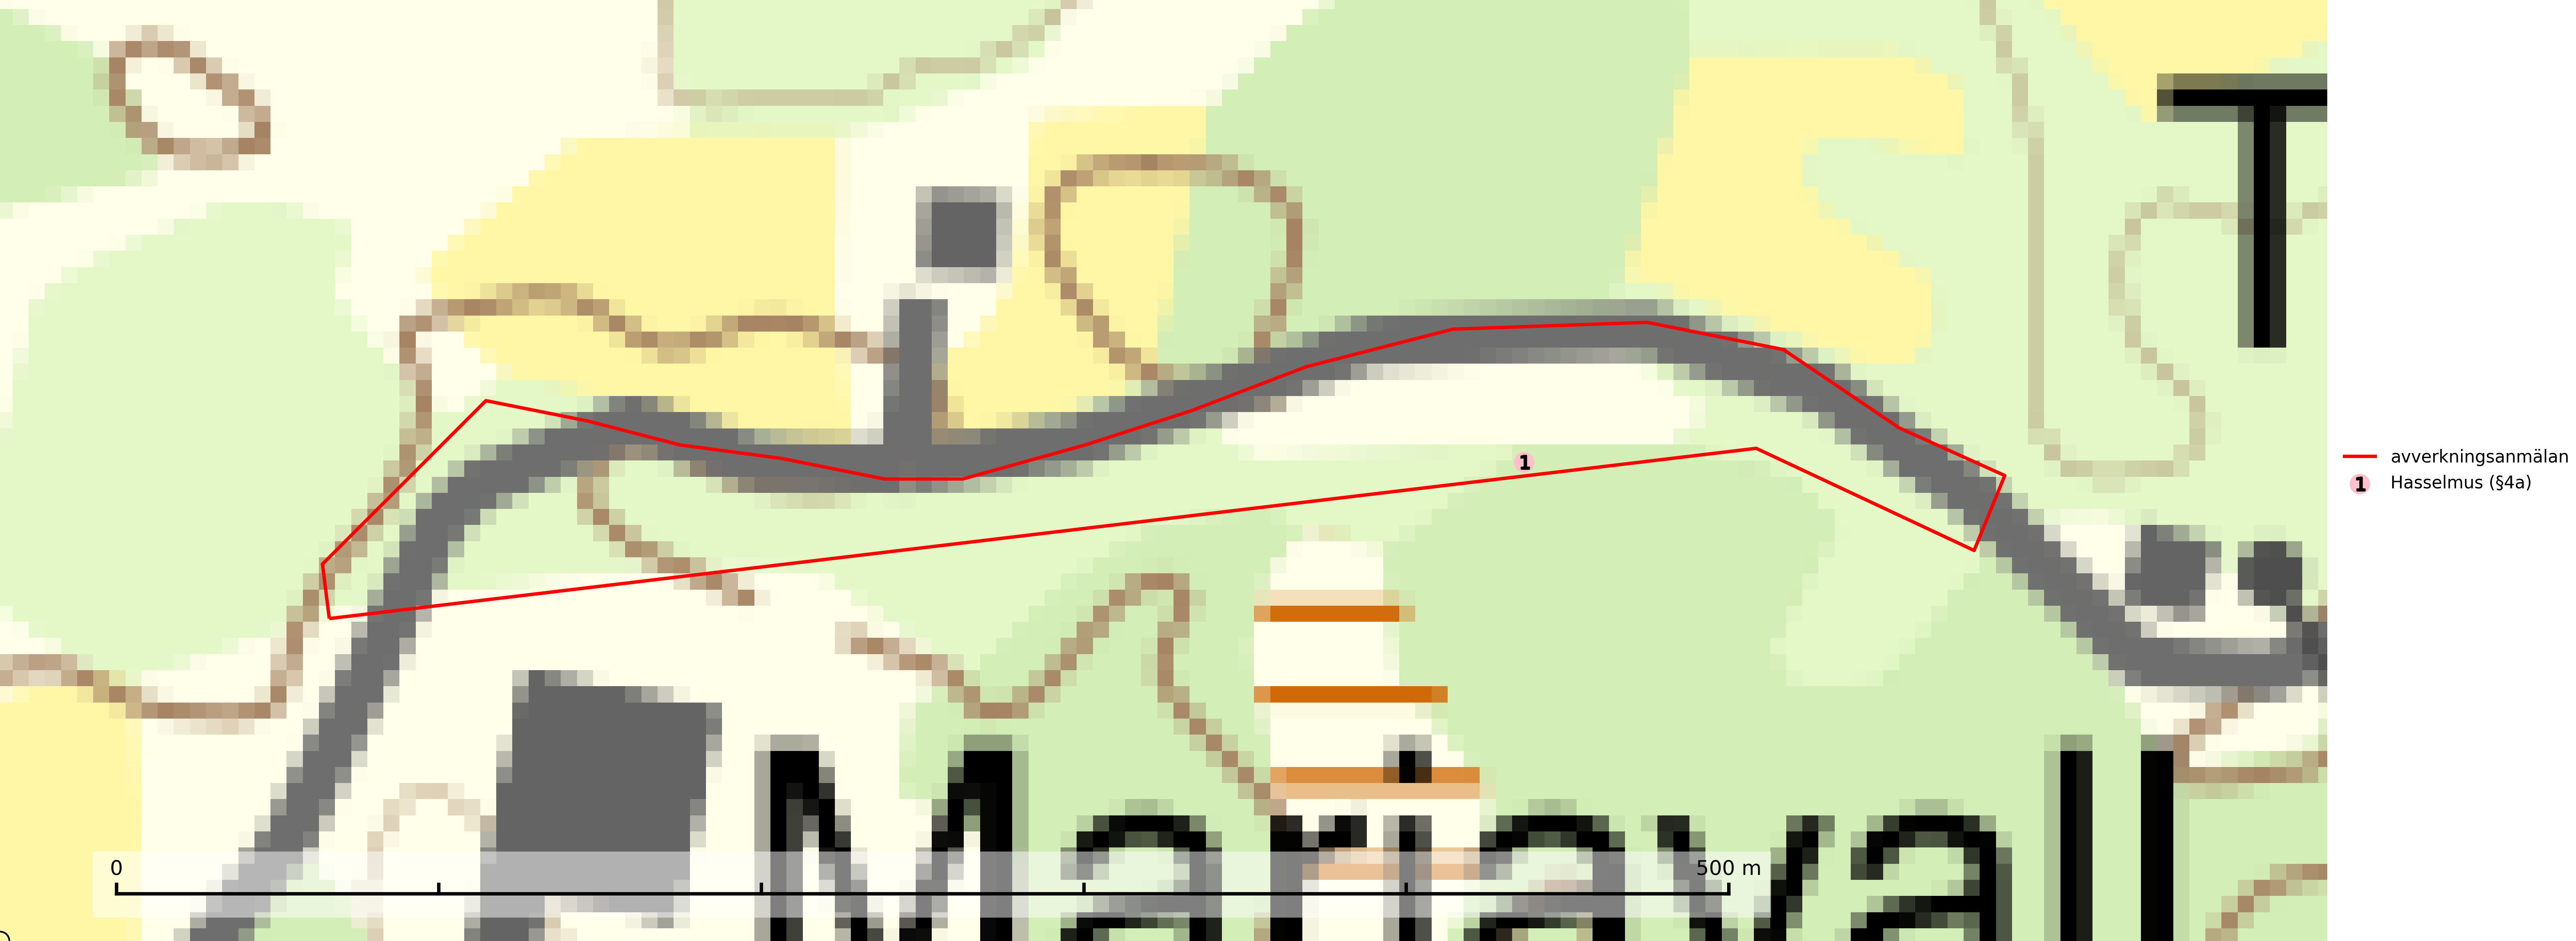 T
1
avverkningsanmälan
1 Hasselmus (§4a)
Mariavall
0 500 m